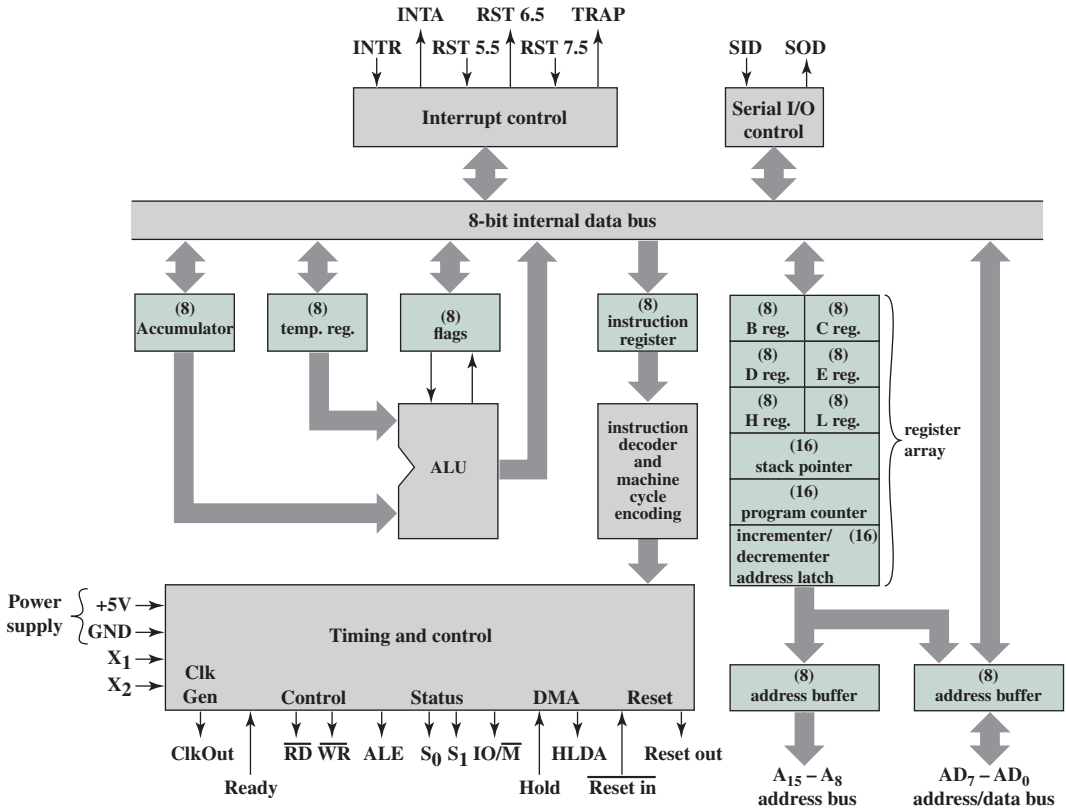 INTA RST 6.5 TRAP
INTR RST 5.5 RST 7.5
SID SOD
Interrupt control
Serial I/O
control
8-bit internal data bus
(8)
Accumulator
(8)
temp. reg.
(8)
flags
(8)
instruction
register
(8)
B reg.
(8)
C reg.
(8)
D reg.
(8)
E reg.
(8)
H reg.
(8)
L reg.
(16)
stack pointer
(16)
program counter
incrementer/ (16)
decrementer
address latch
register
array
ALU
instruction
decoder
and
machine
cycle
encoding
Power
supply
+5V
GND
X1
X2
Timing and control
Clk
Gen
Control
Status
DMA
Reset
ClkOut
Ready
R̅D̅ W̅R̅
ALE
S0 S1 IO/M̅
Hold
HLDA
R̅e̅s̅e̅t̅ ̅i̅n̅
Reset out
(8)
address buffer
(8)
address buffer
A15 – A8
address bus
AD7 – AD0
address/data bus